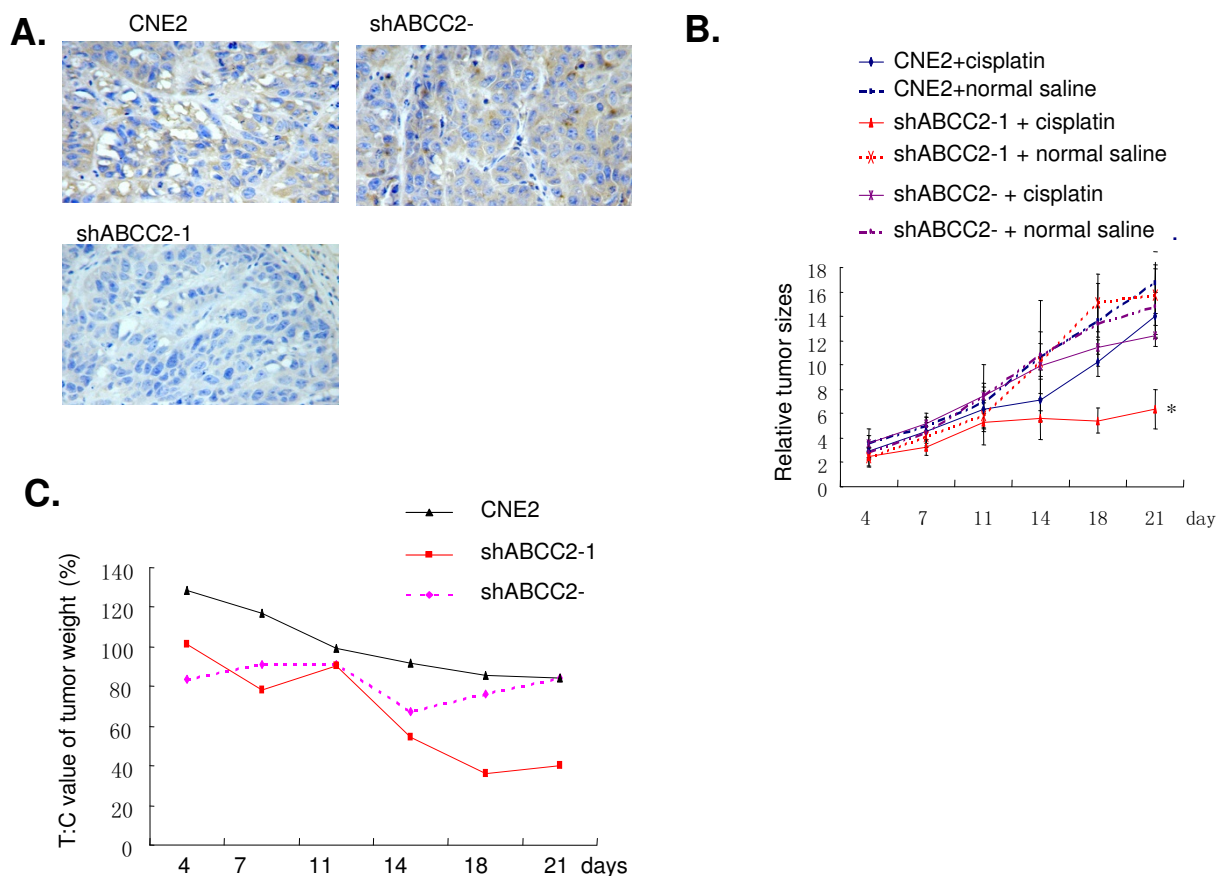 A.
CNE2
shABCC2-
shABCC2-1
B.
CNE2+cisplatin
CNE2+normal saline
shABCC2-1 + cisplatin
shABCC2-1 + normal saline
shABCC2- + cisplatin
shABCC2- + normal saline
Relative tumor sizes
18
16
14
12
10
8
6
4
2
0
*
4 7 11 14 18 21 day
C.
CNE2
shABCC2-1
shABCC2-
T:C value of tumor weight (%)
140
120
100
80
60
40
20
0
4 7 11 14 18 21 days